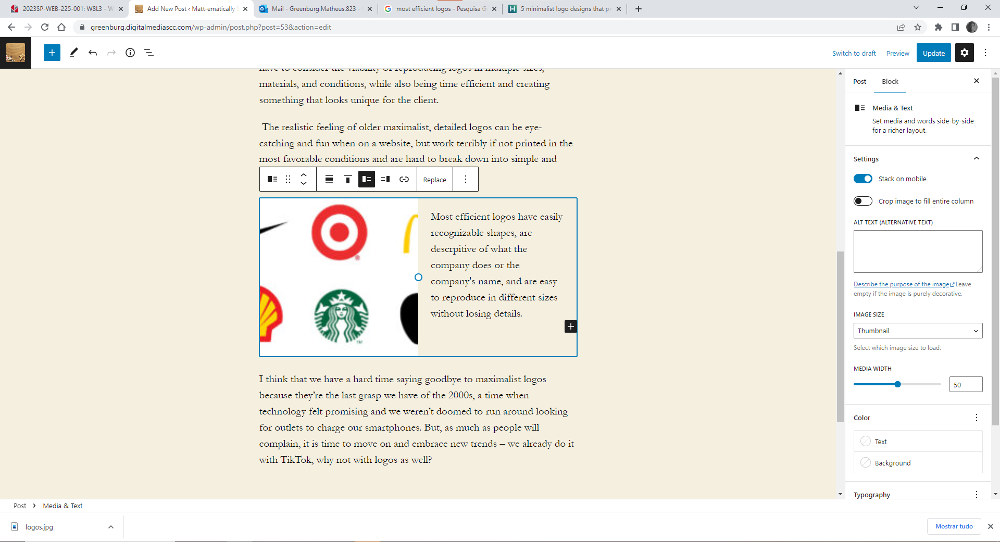 2023SP-WEB-225-001: W8L3 - W
Add New Post ‹ Matt-ematically S
Mail - Greenburg.Matheus.823 -
most efficient logos - Pesquisa G
5 minimalist logo designs that pr
greenburg.digitalmediascc.com/wp-admin/post.php?post=53&action=edit
Switch to draft
Preview
Update
have to consider the viability of reproducing logos in multiple sizes,
materials, and conditions, while also being time efficient and creating
something that looks unique for the client.
The realistic feeling of older maximalist, detailed logos can be eye-
catching and fun when on a website, but work terribly if not printed in the
most favorable conditions and are hard to break down into simple and
Replace
Most efficient logos have easily
recognizable shapes, are
descrpitive of what the
company does or the
company's name, and are easy
to reproduce in different sizes
without losing details.
®
TM
I think that we have a hard time saying goodbye to maximalist logos
because they’re the last grasp we have of the 2000s, a time when
technology felt promising and we weren’t doomed to run around looking
for outlets to charge our smartphones. But, as much as people will
complain, it is time to move on and embrace new trends – we already do it
with TikTok, why not with logos as well?
Post
Block
Media & Text
Set media and words side-by-side
for a richer layout.
Settings
Stack on mobile
Crop image to fill entire column
ALT TEXT (ALTERNATIVE TEXT)
Describe the purpose of the image Leave
empty if the image is purely decorative.
IMAGE SIZE
Thumbnail
Select which image size to load.
MEDIA WIDTH
50
Color
Text
Background
Typography
Post › Media & Text
logos.jpg
Mostrar tudo